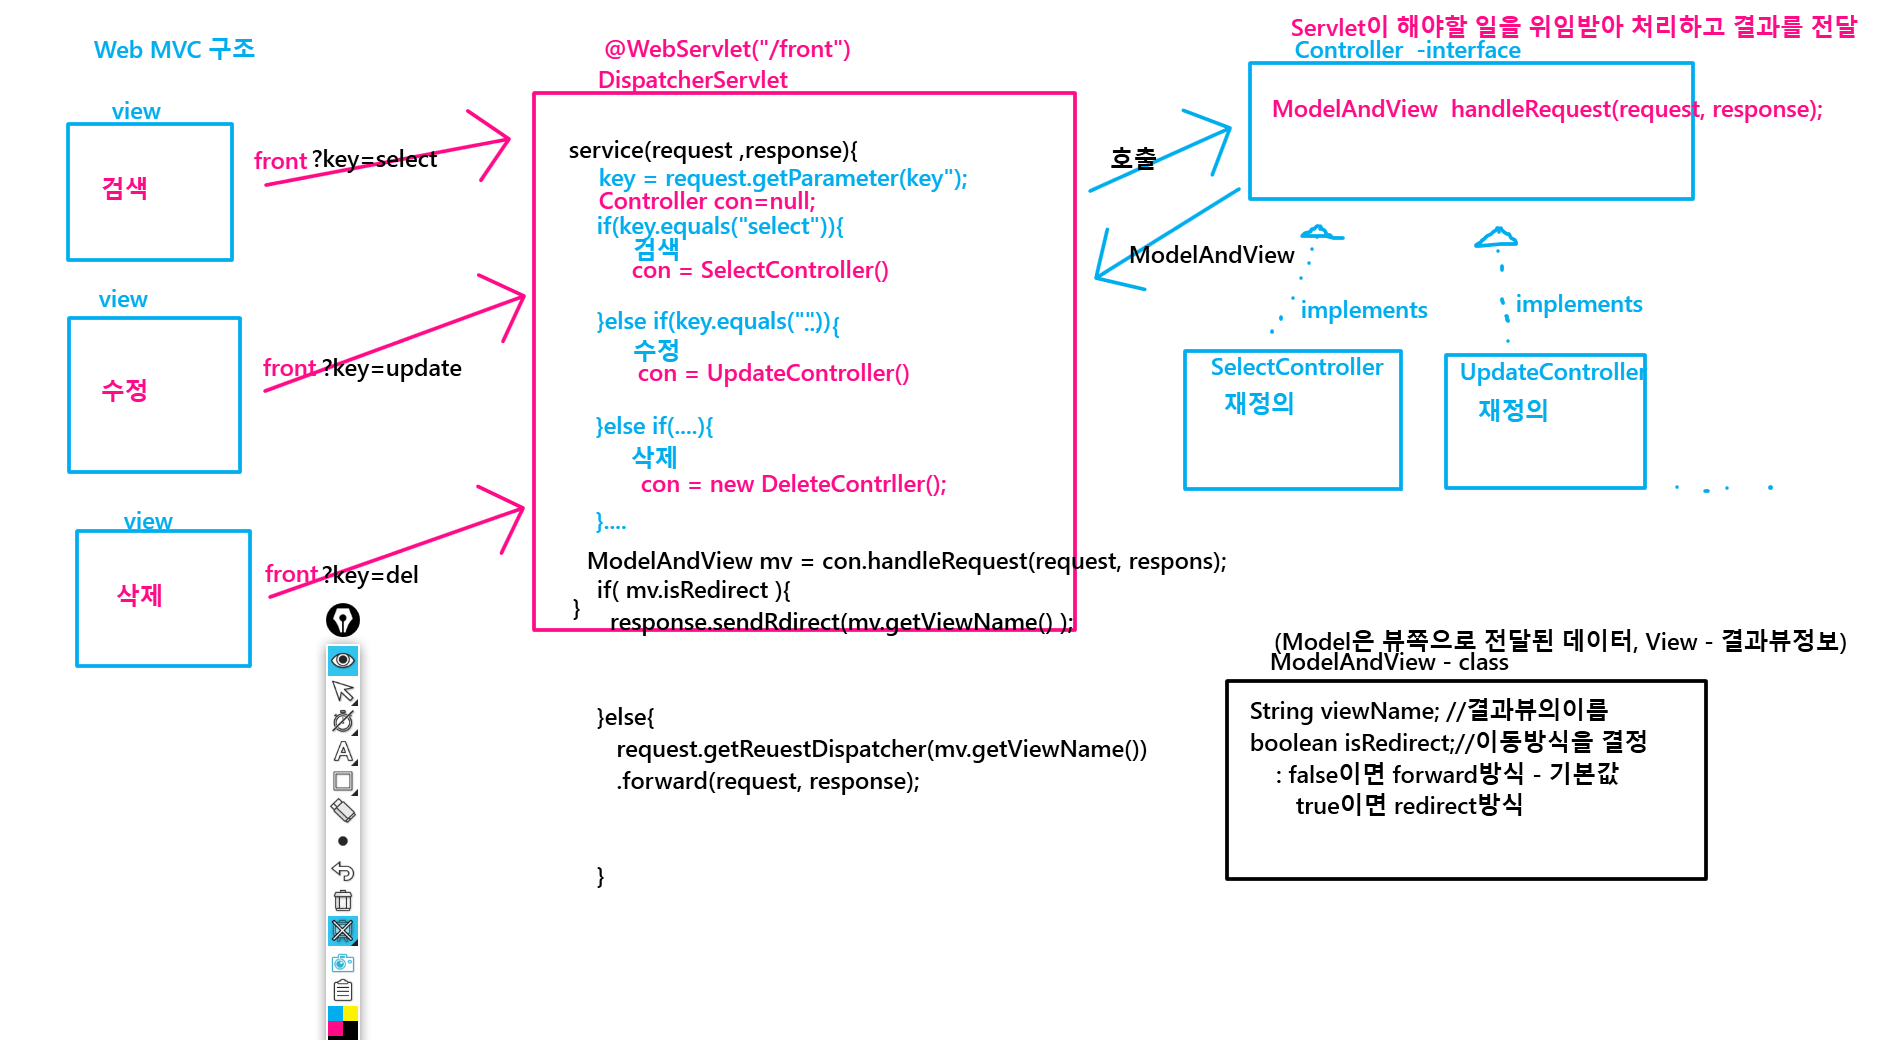 Web MVC 구조
view
검색
front ?key=select
view
수정
front ?key=update
view
삭제
front ?key=del
@WebServlet("/front")
DispatcherServlet
service(request ,response){
key = request.getParameter(key");
Controller con=null;
if(key.equals("select")){
검색
con = SelectController()
}else if(key.equals("")){
..
수정
con = UpdateController()
}else if(....){
삭제
con = new DeleteContrller();
}....
ModelAndView mv = con.handleRequest(request, respons);
if( mv.isRedirect ){
}
response.sendRdirect(mv.getViewName() );
}else{
request.getReuestDispatcher(mv.getViewName())
.forward(request, response);
}
호출
ModelAndView
Servlet이 해야할 일을 위임받아 처리하고 결과를 전달
Controller -interface
ModelAndView handleRequest(request, response);
implements
implements
SelectController
재정의
UpdateController
재정의
(Model은 뷰쪽으로 전달된 데이터, View - 결과뷰정보)
ModelAndView - class
String viewName; //결과뷰의이름
boolean isRedirect;//이동방식을 결정
: false이면 forward방식 - 기본값
true이면 redirect방식